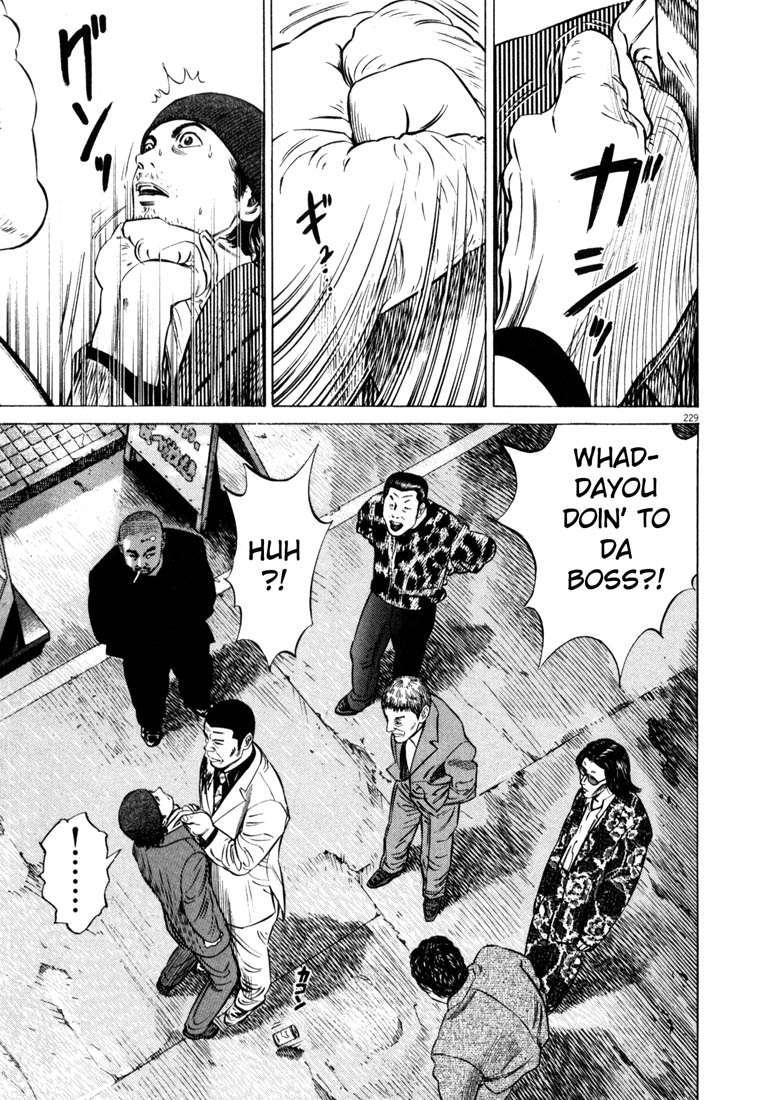 ガシッ
ギュ・・
グンッ
229
WHAD-
DAYOU
DOIN' TO
DA
BOSS?!
HUH
?!
!.......
カコン